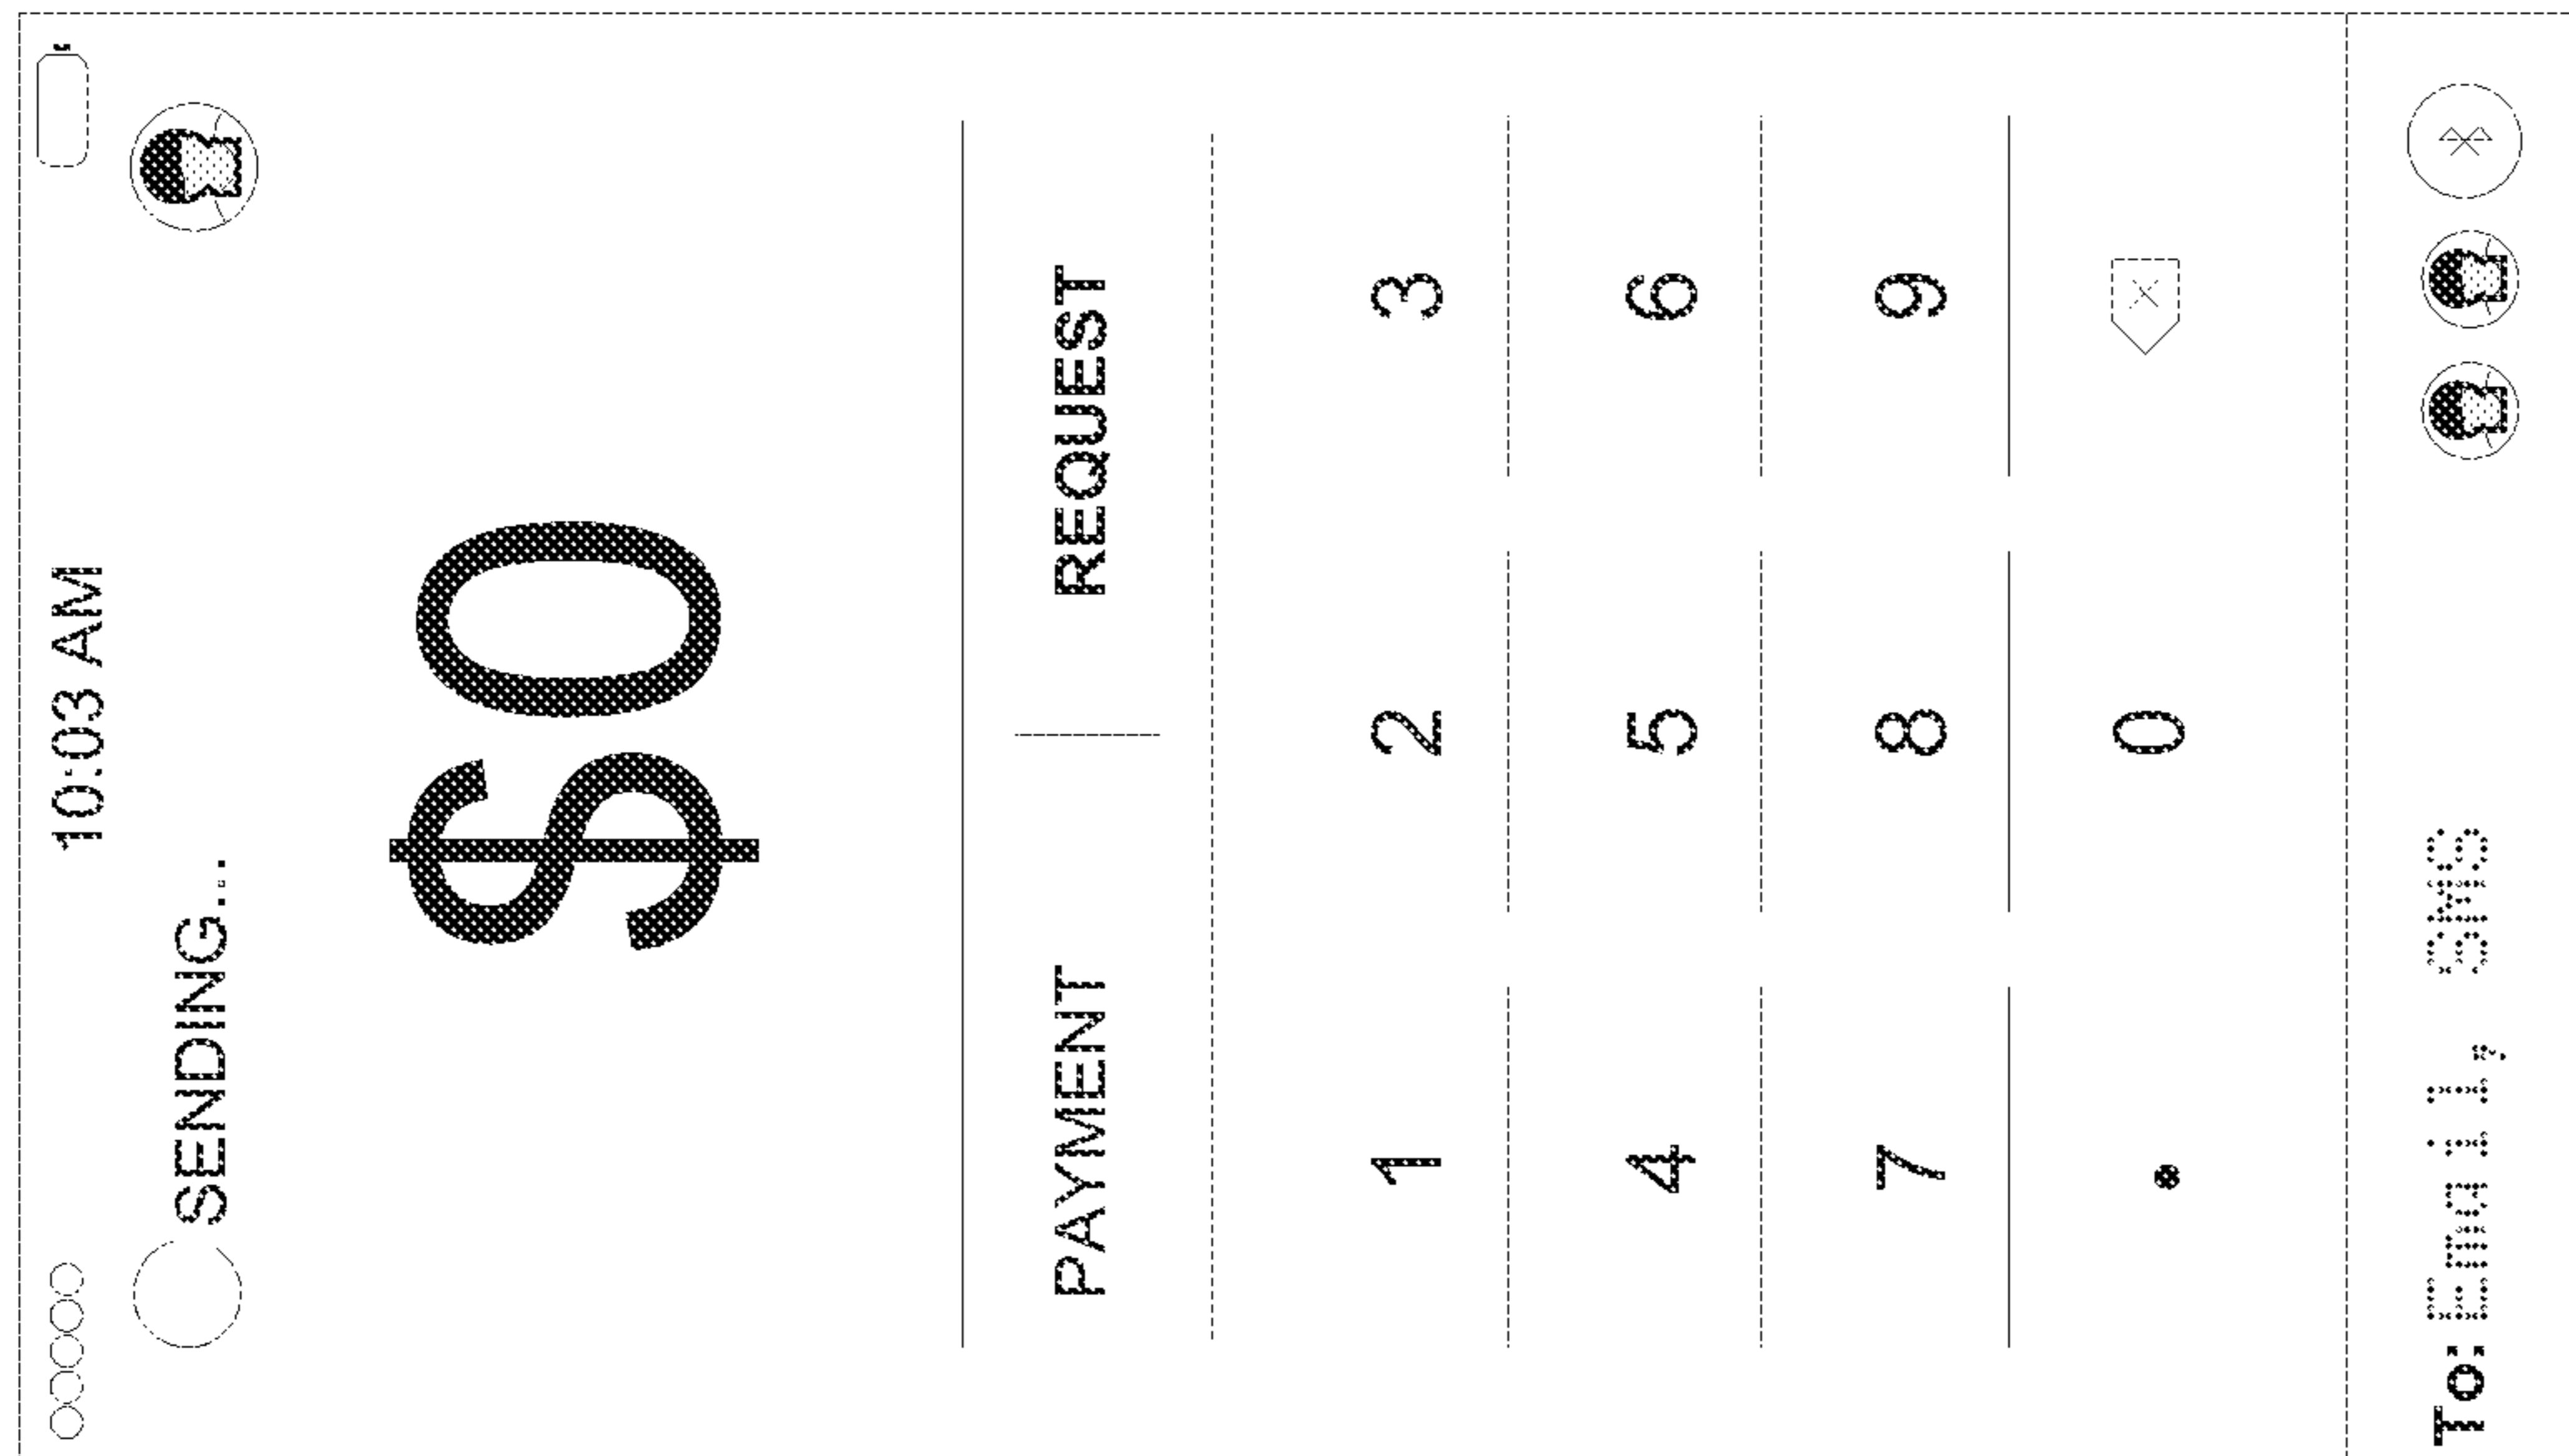 10:03 AM
SENDING...
$0
PAYMENT REQUEST
1 2 3
4 5 6
7 8 9
. 0
To: Email, SMS